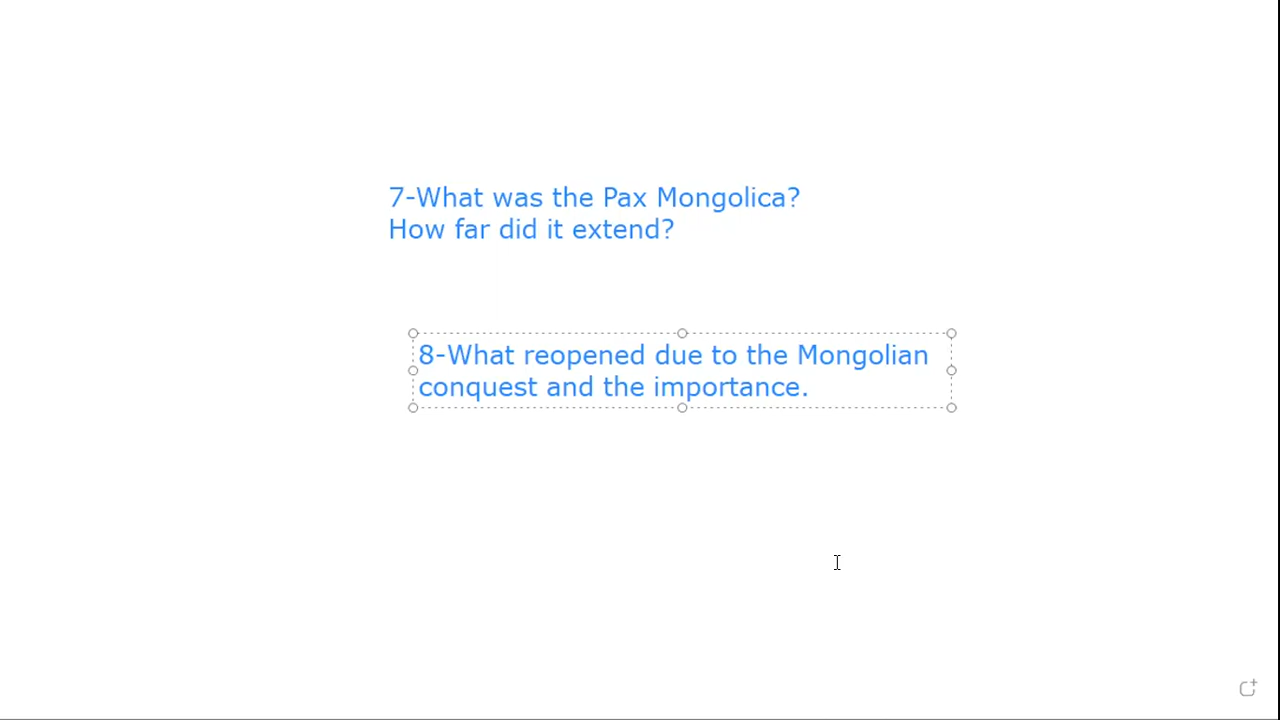 7-What was the Pax Mongolica?
How far did it extend?
8-What reopened due to the Mongolian
conquest and the importance.